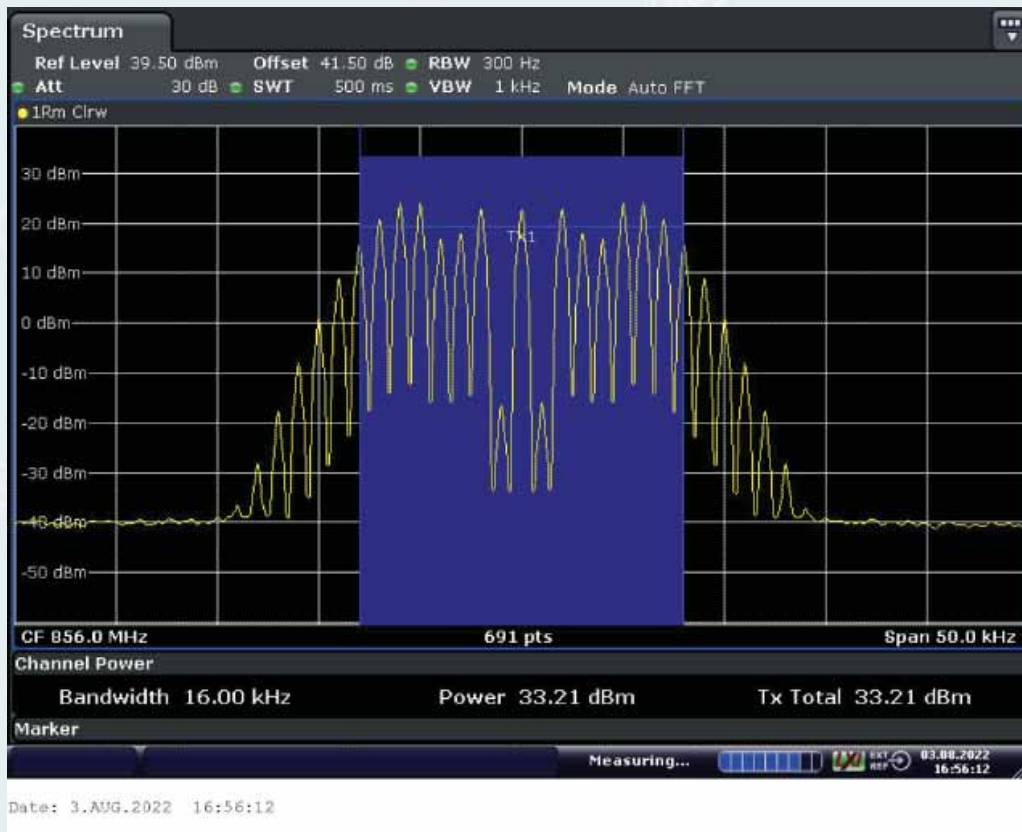 Spectrum
Ref Level 39.50 dBm Offset 41.50 dB RBW 300 Hz
Att 30 dB SWT 500 ms VBW 1 kHz Mode Auto FFT
1Rm Clrw
30 dBm
20 dBm
Tx1
10 dBm
0 dBm
-10 dBm
-20 dBm
-30 dBm
-40 dBm
-50 dBm
CF 856.0 MHz 691 pts Span 50.0 kHz
Channel Power
Bandwidth 16.00 kHz Power 33.21 dBm Tx Total 33.21 dBm
Marker
Measuring... LXI EXT REF 03.08.2022
16:56:12
Date: 3.AUG.2022 16:56:12